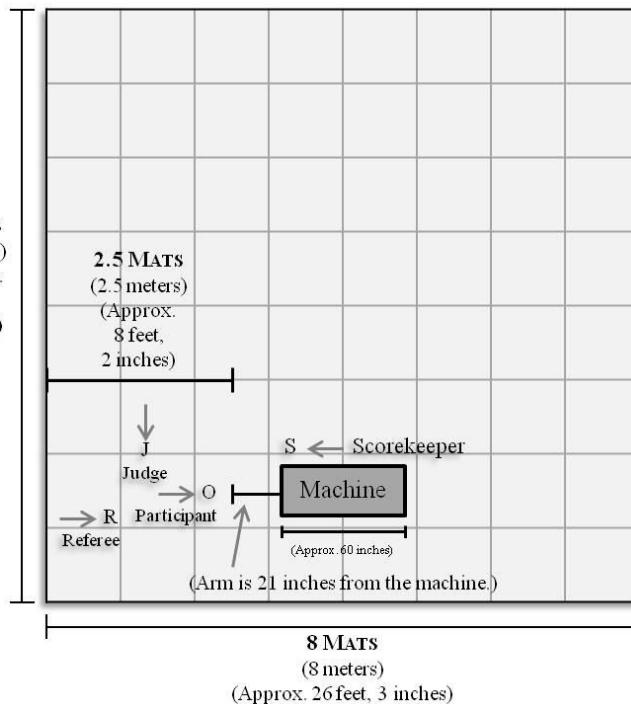 2.5 MATS
(2.5 meters)
(Approx.
8 feet,
2 inches)
J
Judge
S
Scorekeeper
O
Participant
Machine
R
Referee
(Approx. 60 inches)
(Arm is 21 inches from the machine.)
8 MATS
(8 meters)
(Approx. 26 feet, 3 inches)